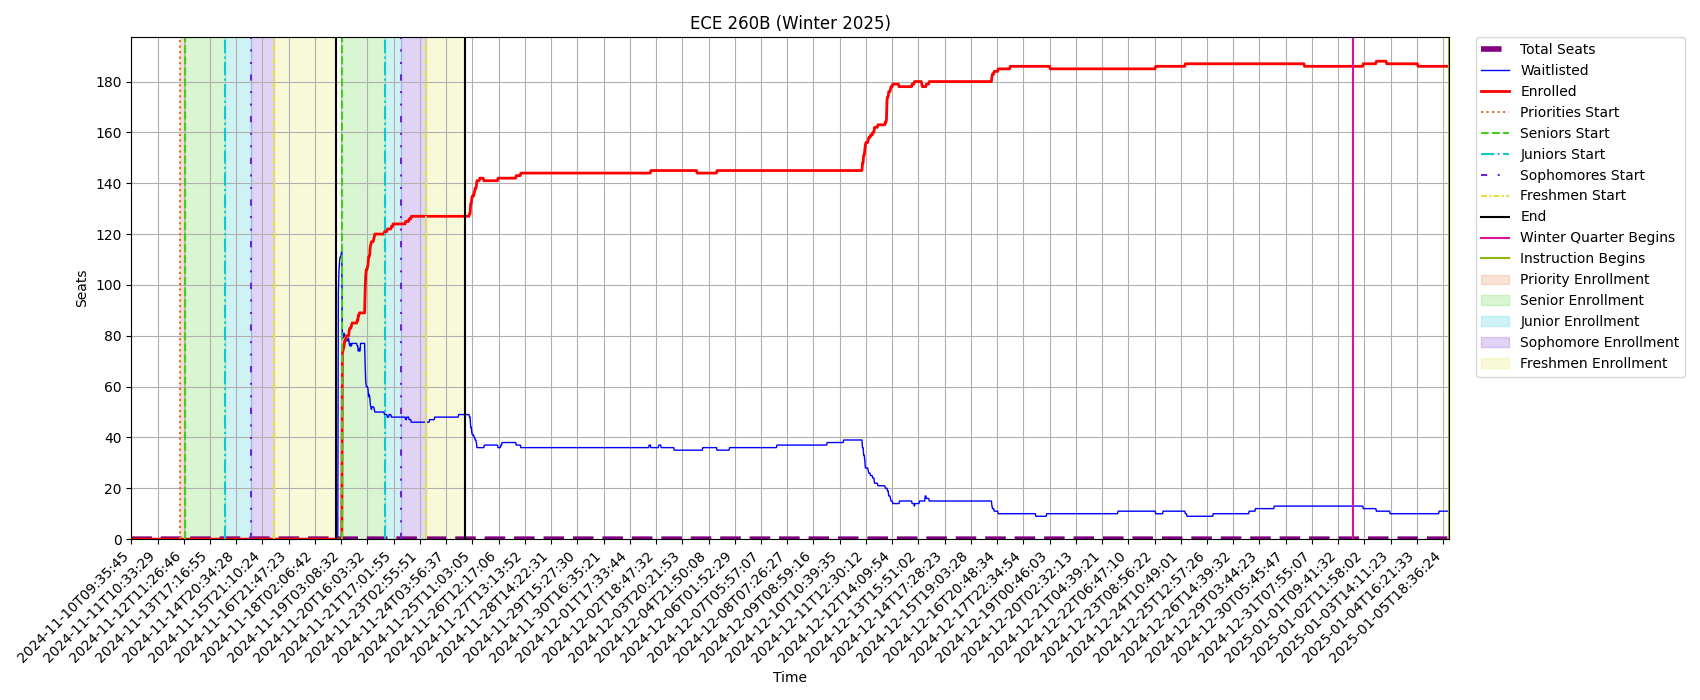 ECE 260B (Winter 2025)
Seats
180
160
140
120
100
80
60
40
20
0
2024-11-10T09:35:45
2024-11-11T10:33:29
2024-11-12T11:26:46
2024-11-13T17:16:55
2024-11-14T20:34:28
2024-11-15T21:10:24
2024-11-16T21:47:23
2024-11-18T02:06:42
2024-11-19T03:08:32
2024-11-20T16:03:32
2024-11-21T17:01:55
2024-11-23T02:55:51
2024-11-24T03:56:37
2024-11-25T11:03:05
2024-11-26T12:17:06
2024-11-27T13:13:52
2024-11-28T14:22:31
2024-11-29T15:27:30
2024-11-30T16:35:21
2024-12-01T17:33:44
2024-12-02T18:47:32
2024-12-03T20:21:53
2024-12-04T21:50:08
2024-12-06T01:52:29
2024-12-07T05:57:07
2024-12-08T07:26:27
2024-12-09T08:59:16
2024-12-10T10:39:35
2024-12-11T12:30:12
2024-12-12T14:09:54
2024-12-13T15:51:02
2024-12-14T17:28:23
2024-12-15T19:03:28
2024-12-16T20:48:34
2024-12-17T22:34:54
2024-12-19T00:46:03
2024-12-20T02:32:13
2024-12-21T04:39:21
2024-12-22T06:47:10
2024-12-23T08:56:22
2024-12-24T10:49:01
2024-12-25T12:57:26
2024-12-26T14:39:32
2024-12-29T03:44:23
2024-12-30T05:45:47
2024-12-31T07:55:07
2025-01-01T09:41:32
2025-01-02T11:58:02
2025-01-03T14:11:23
2025-01-04T16:21:33
2025-01-05T18:36:24
Time
Total Seats
Waitlisted
Enrolled
Priorities Start
Seniors Start
Juniors Start
Sophomores Start
Freshmen Start
End
Winter Quarter Begins
Instruction Begins
Priority Enrollment
Senior Enrollment
Junior Enrollment
Sophomore Enrollment
Freshmen Enrollment